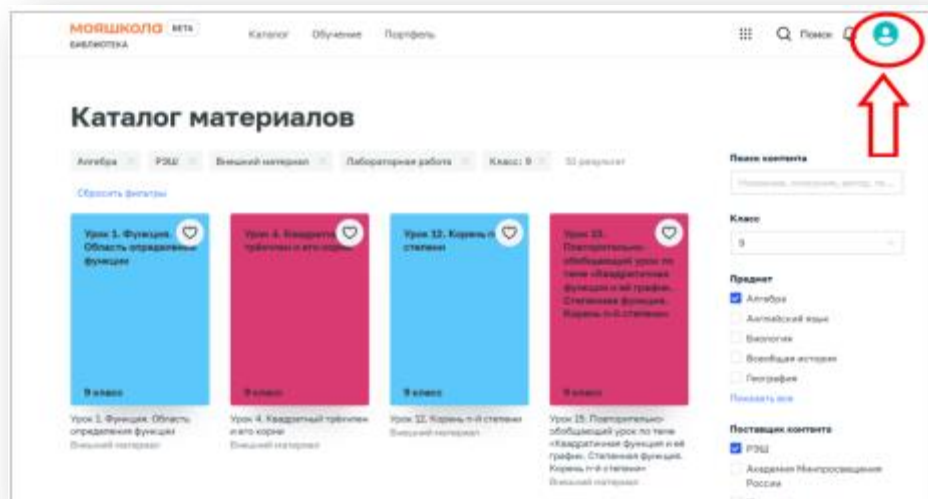 МОЯШКОЛА BETA
БИБЛИОТЕКА
Каталог Обучение Портфель
Поиск
Каталог материалов
Алгебра РЭШ Внешний материал Лабораторная работа Класс: 9 результат
Сбросить фильтры
Поиск контента
Класс
9
Предмет
Алгебра
Английский язык
Биология
Всеобщая история
География
Показать все
Поставщик контента
РЭШ
Академия Минпросвещения
России
Урок 1. Функция.
Область определения
функции
9 класс
Урок 1. Функция. Область
определения функции
Внешний материал
Урок 4. Квадратный
трёхчлен и его корни
9 класс
Урок 4. Квадратный трёхчлен
и его корни
Внешний материал
Урок 12. Корень n-й
степени
9 класс
Урок 12. Корень n-й степени
Внешний материал
Урок 15.
Повторительно-
обобщающий урок по
теме «Квадратичная
функция и её график.
Степенная функция.
Корень n-й степени»
9 класс
Урок 15. Повторительно-
обобщающий урок по теме
«Квадратичная функция и её
график. Степенная функция.
Корень n-й степени»
Внешний материал